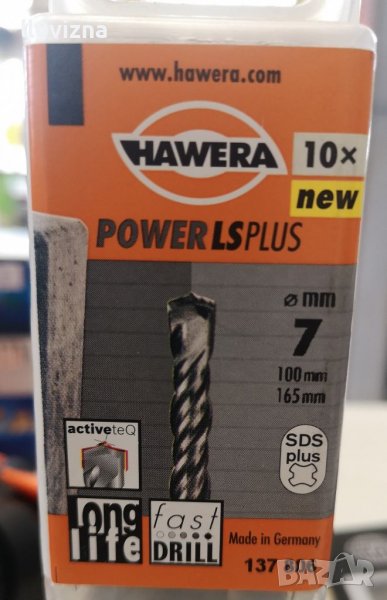 www.hawera.com
HAWERA
10×
new
POWER LS PLUS
⌀ mm
7
100 mm
165 mm
activeteQ
SDS
plus
long
life
fast
DRILL
Made in Germany
BAZAR